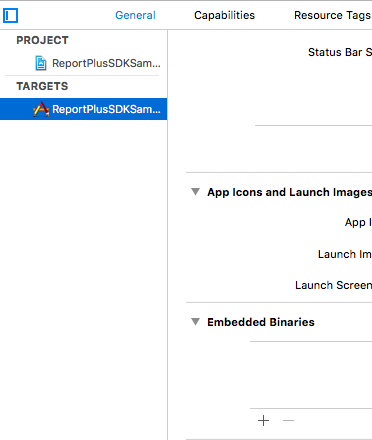 General Capabilities Resource Tags
PROJECT
ReportPlusSDKSam...
TARGETS
ReportPlusSDKSam...
Status Bar S
App Icons and Launch Images
App I
Launch Im
Launch Screen
Embedded Binaries